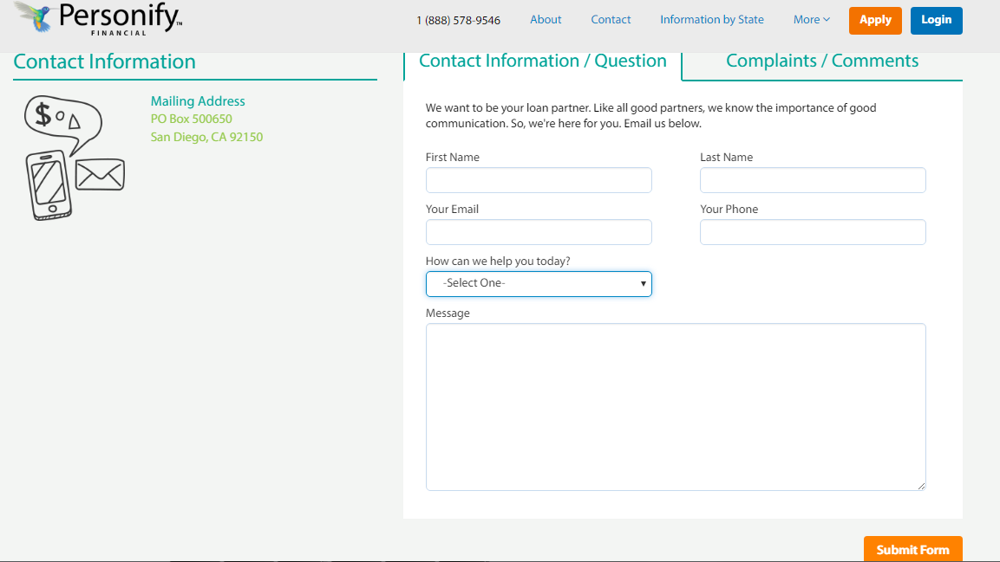 Personify™
FINANCIAL
1 (888) 578-9546
About
Contact
Information by State
More
Apply
Login
Contact Information
Mailing Address
PO Box 500650
San Diego, CA 92150
Contact Information / Question
Complaints / Comments
We want to be your loan partner. Like all good partners, we know the importance of good
communication. So, we're here for you. Email us below.
First Name
Last Name
Your Email
Your Phone
How can we help you today?
-Select One-
Message
Submit Form